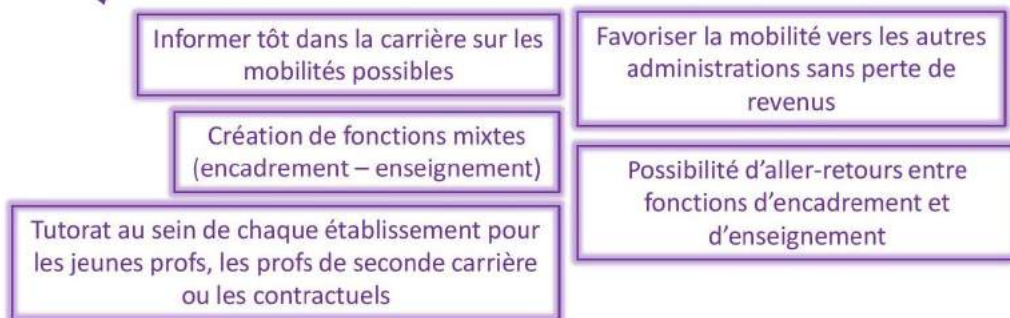 Informer tôt dans la carrière sur les
mobilités possibles
Favoriser la mobilité vers les autres
administrations sans perte de
revenus
Création de fonctions mixtes
(encadrement – enseignement)
Possibilité d'aller-retours entre
fonctions d'encadrement et
d'enseignement
Tutorat au sein de chaque établissement pour
les jeunes profs, les profs de seconde carrière
ou les contractuels